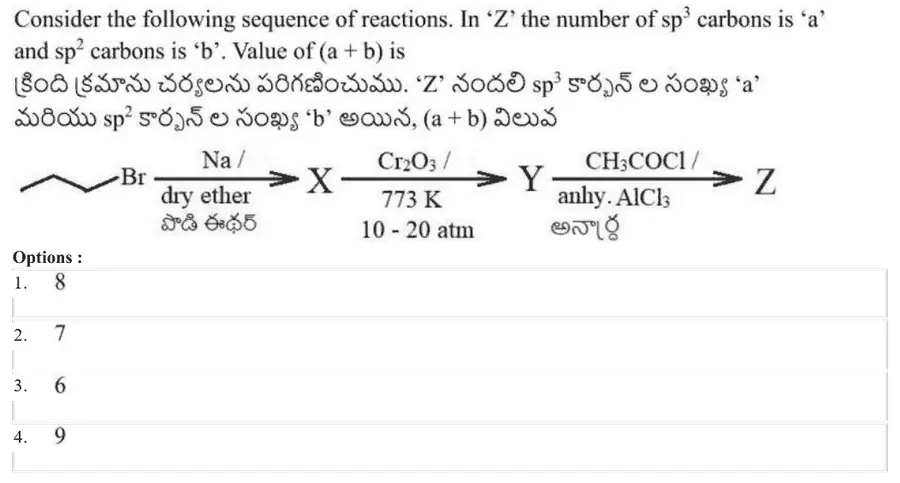 Consider the following sequence of reactions. In ‘Z’ the number of sp³ carbons is ‘a’
and sp² carbons is ‘b’. Value of (a + b) is
క్రింది క్రమాను చర్యలను పరిగణించుము. ‘Z’ నందలి sp³ కార్బన్ ల సంఖ్య ‘a’
మరియు sp² కార్బన్ ల సంఖ్య ‘b’ అయిన, (a + b) విలువ
Br Na / dry ether పొడి ఈథర్ X Cr₂O₃ / 773 K 10 - 20 atm Y CH₃COCl / anhy. AlCl₃ అనార్ద్ర Z
Options :
1. 8
2. 7
3. 6
4. 9